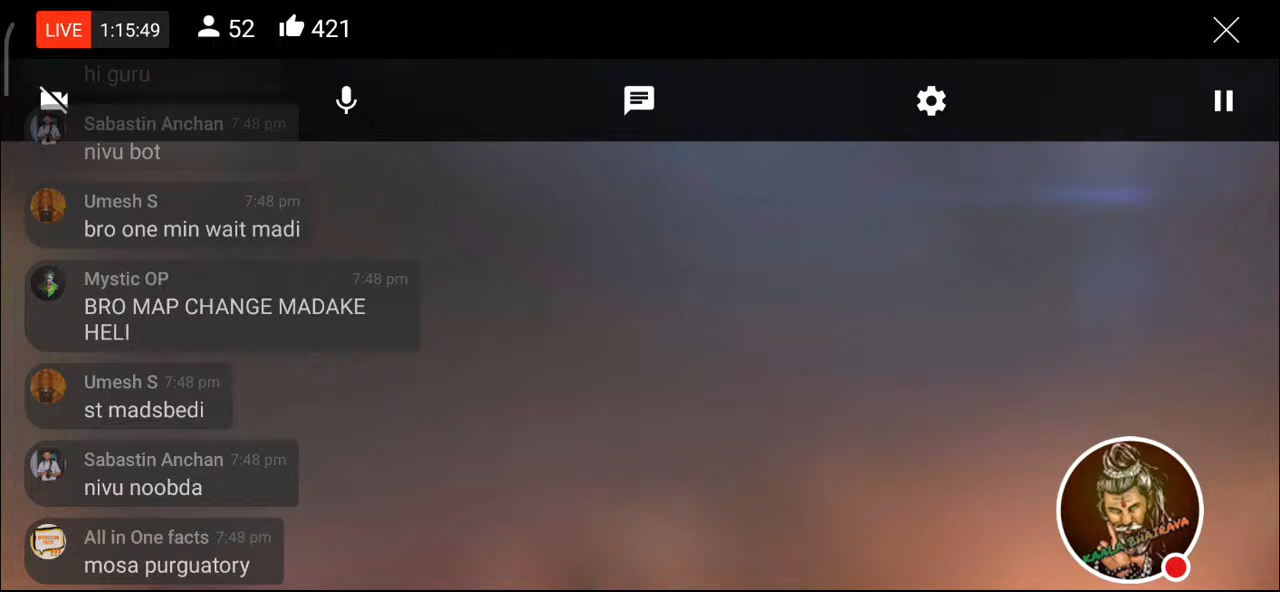 LIVE 1:15:49 52 421
hi guru
Sabastin Anchan 7:48 pm
nivu bot
Umesh S 7:48 pm
bro one min wait madi
Mystic OP 7:48 pm
BRO MAP CHANGE MADAKE
HELI
Umesh S 7:48 pm
st madsbedi
Sabastin Anchan 7:48 pm
nivu noobda
All in One facts 7:48 pm
mosa purguatory
KAALA BHAIRAVA